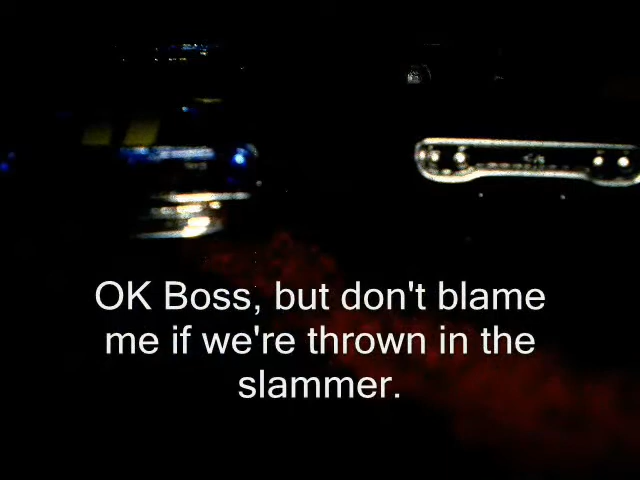 OK Boss, but don't blame
me if we're thrown in the
slammer.